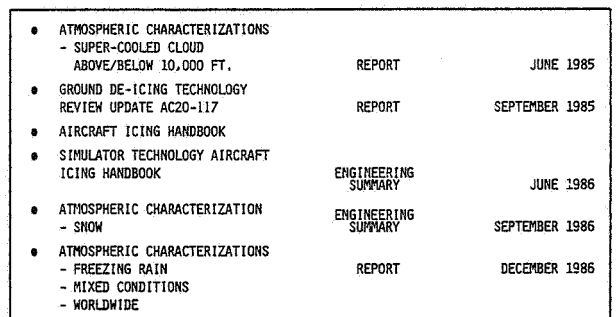 ● ATMOSPHERIC CHARACTERIZATIONS
- SUPER-COOLED CLOUD
ABOVE/BELOW 10,000 FT. REPORT JUNE 1985
● GROUND DE-ICING TECHNOLOGY
REVIEW UPDATE AC20-117 REPORT SEPTEMBER 1985
● AIRCRAFT ICING HANDBOOK
● SIMULATOR TECHNOLOGY AIRCRAFT
ICING HANDBOOK ENGINEERING
SUMMARY JUNE 1986
● ATMOSPHERIC CHARACTERIZATION ENGINEERING
- SNOW SUMMARY SEPTEMBER 1986
● ATMOSPHERIC CHARACTERIZATIONS
- FREEZING RAIN REPORT DECEMBER 1986
- MIXED CONDITIONS
- WORLDWIDE